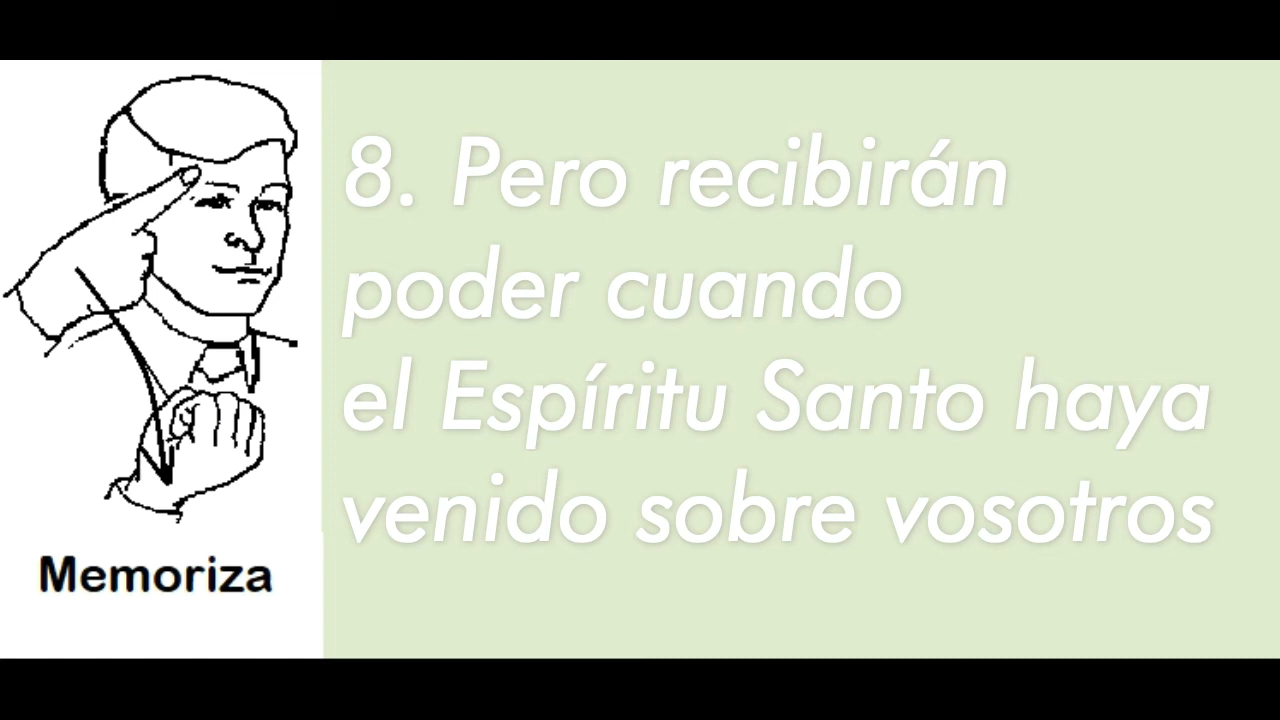 8. Pero recibirán
poder cuando
el Espíritu Santo haya
venido sobre vosotros
Memoriza